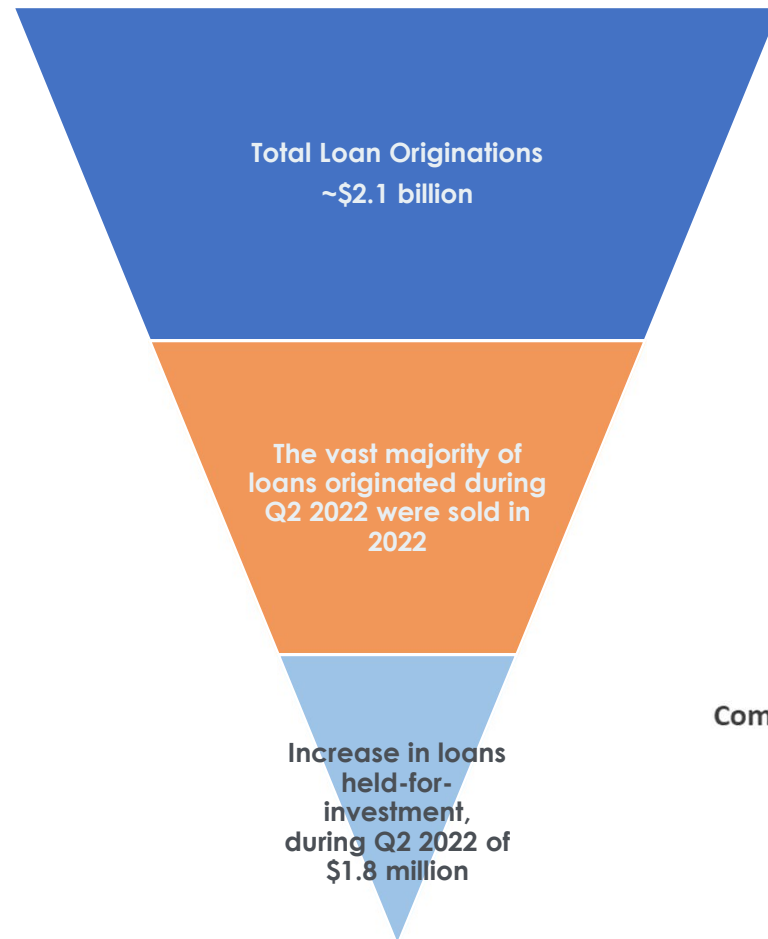 Total Loan Originations
~$2.1 billion
The vast majority of
loans originated during
Q2 2022 were sold in
2022
Com
Increase in loans
held-for-
investment,
during Q2 2022 of
$1.8 million